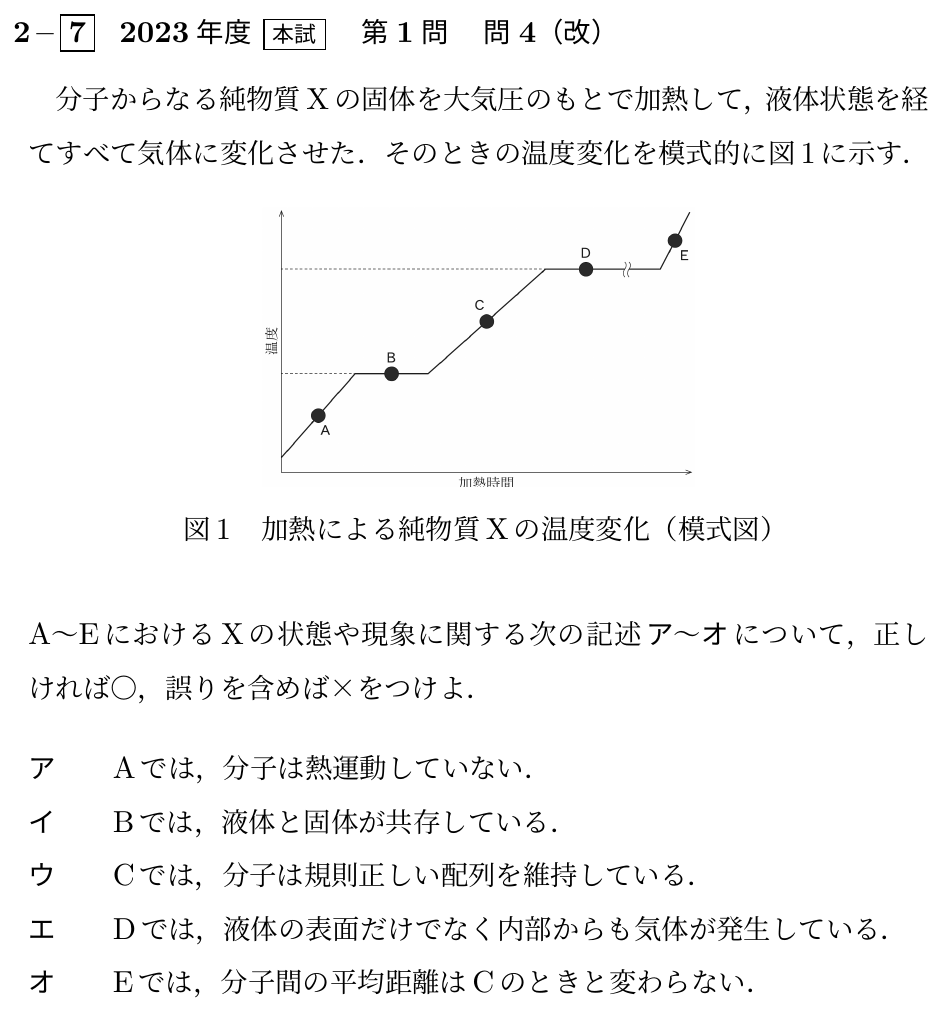 2－7 2023年度 本試 第1問 問4（改）
分子からなる純物質Xの固体を大気圧のもとで加熱して，液体状態を経
てすべて気体に変化させた．そのときの温度変化を模式的に図1に示す．
D
E
C
温度
B
A
加熱時間
図1 加熱による純物質Xの温度変化（模式図）
A～EにおけるXの状態や現象に関する次の記述ア～オについて，正し
ければ○，誤りを含めば×をつけよ．
ア Aでは，分子は熱運動していない．
イ Bでは，液体と固体が共存している．
ウ Cでは，分子は規則正しい配列を維持している．
エ Dでは，液体の表面だけでなく内部からも気体が発生している．
オ Eでは，分子間の平均距離はCのときと変わらない．